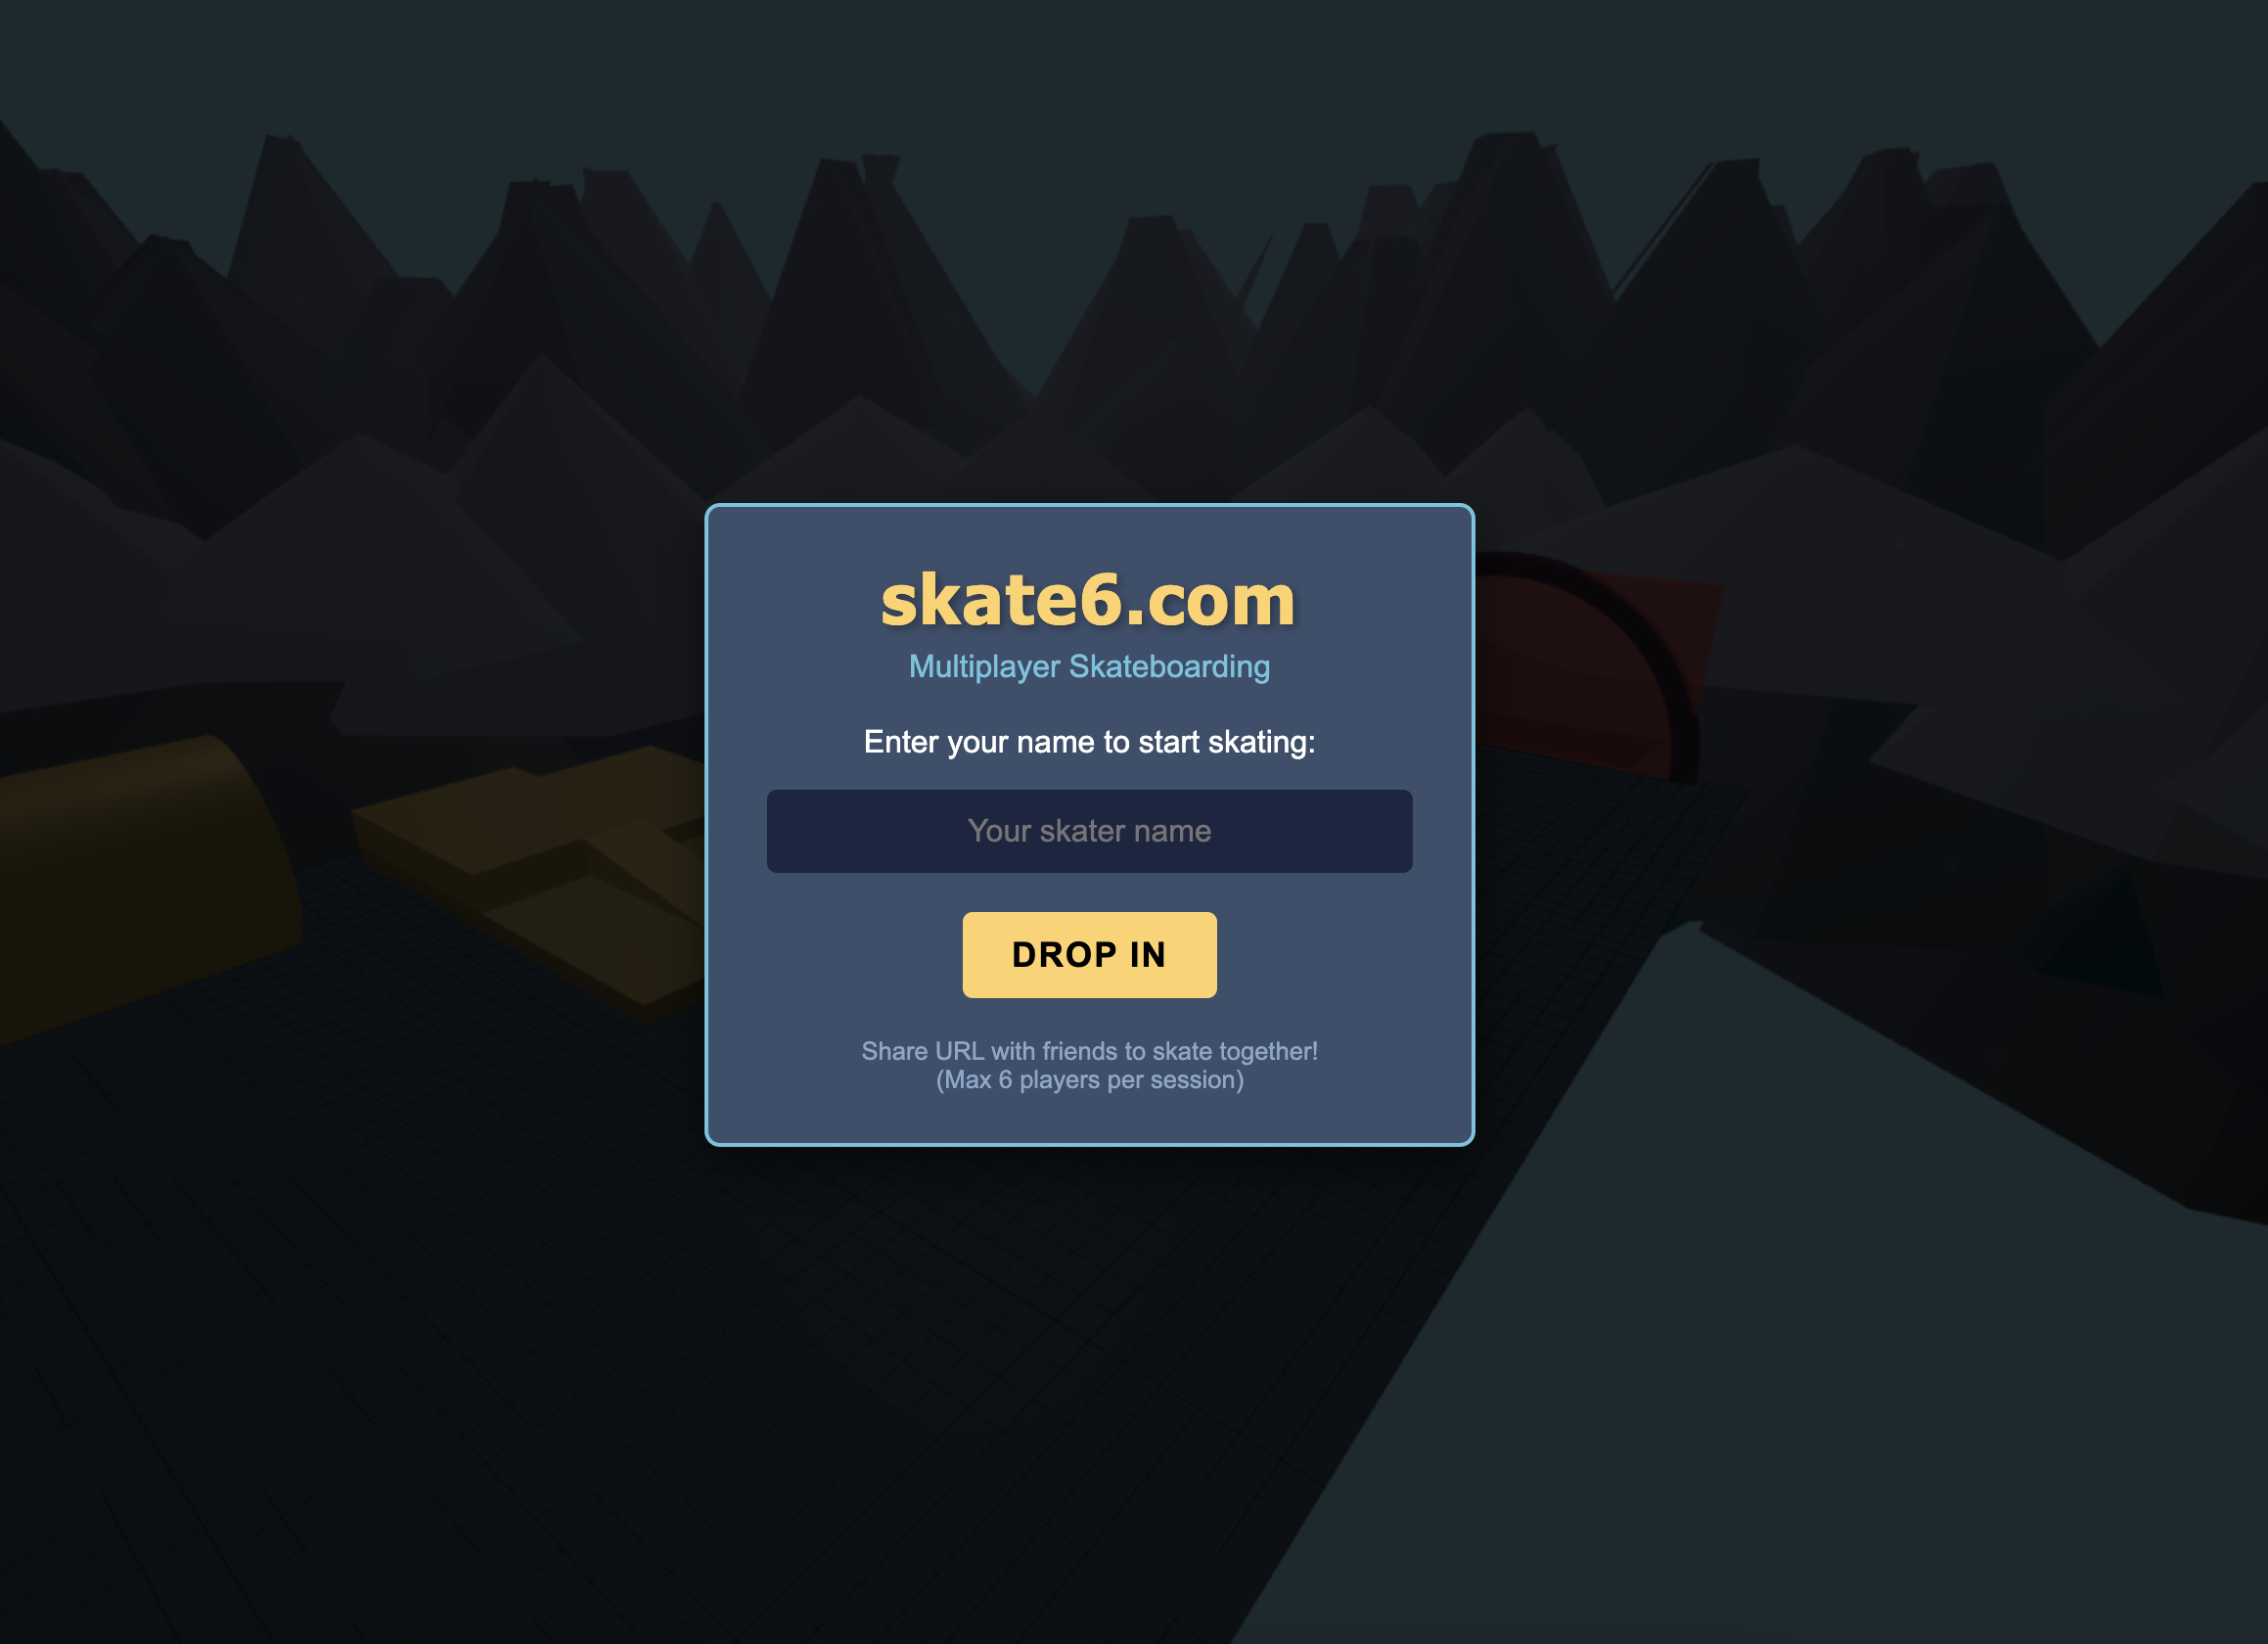 skate6.com
Multiplayer Skateboarding
Enter your name to start skating:
Your skater name
DROP IN
Share URL with friends to skate together!
(Max 6 players per session)